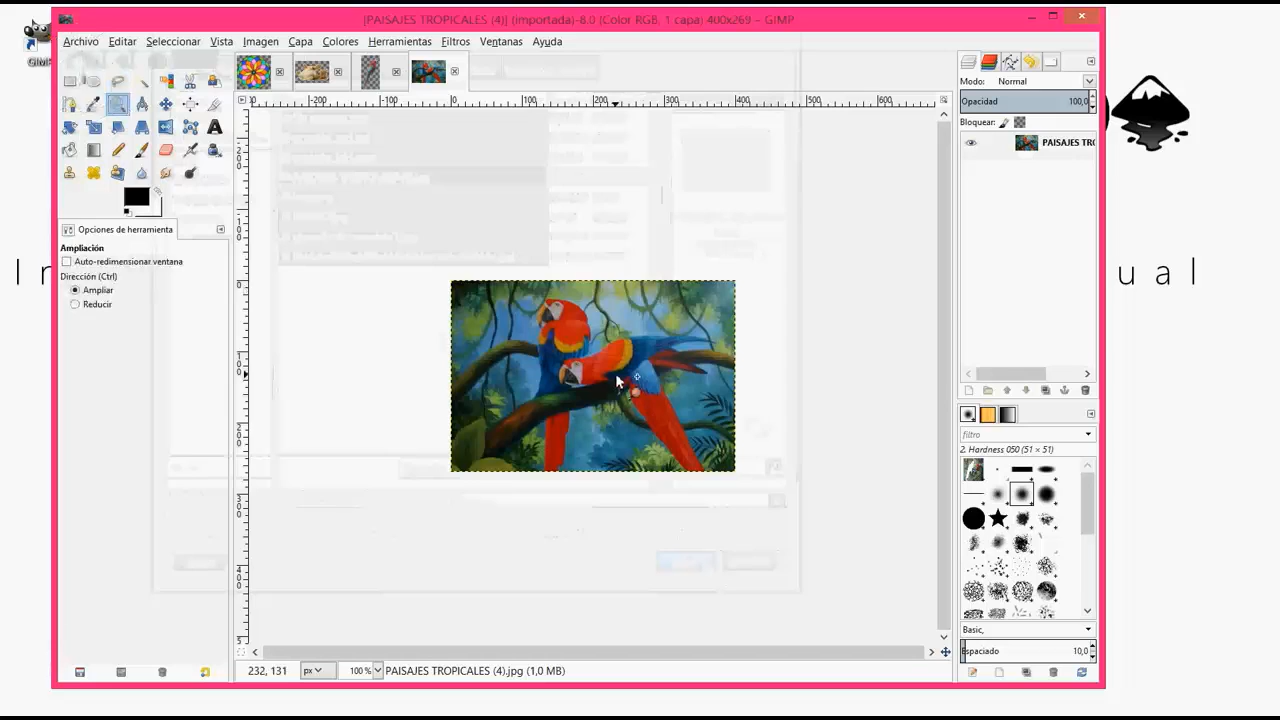 [PAISAJES TROPICALES (4)] (importada)-8.0 (Color RGB, 1 capa) 400x269 – GIMP
Archivo Editar Seleccionar Vista Imagen Capa Colores Herramientas Filtros Ventanas Ayuda
GIMP
Modo: Normal
Opacidad 100,0
Bloquear:
PAISAJES TRO
-200 -100 0 100 200 300 400 500 600
Opciones de herramienta
Ampliación
Auto-redimensionar ventana
Dirección (Ctrl)
Ampliar
Reducir
u a l
filtro
2. Hardness 050 (51 × 51)
Basic,
Espaciado 10,0
232, 131 px 100 % PAISAJES TROPICALES (4).jpg (1,0 MB)